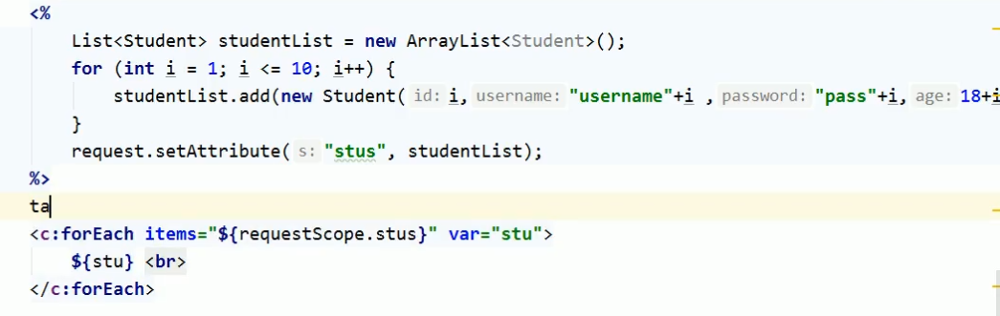 <%
List<Student> studentList = new ArrayList<Student>();
for (int i = 1; i <= 10; i++) {
studentList.add(new Student( id: i, username: "username"+i , password: "pass"+i, age: 18+i
}
request.setAttribute( s: "stus", studentList);
%>
ta
<c:forEach items="${requestScope.stus}" var="stu">
${stu} <br>
</c:forEach>